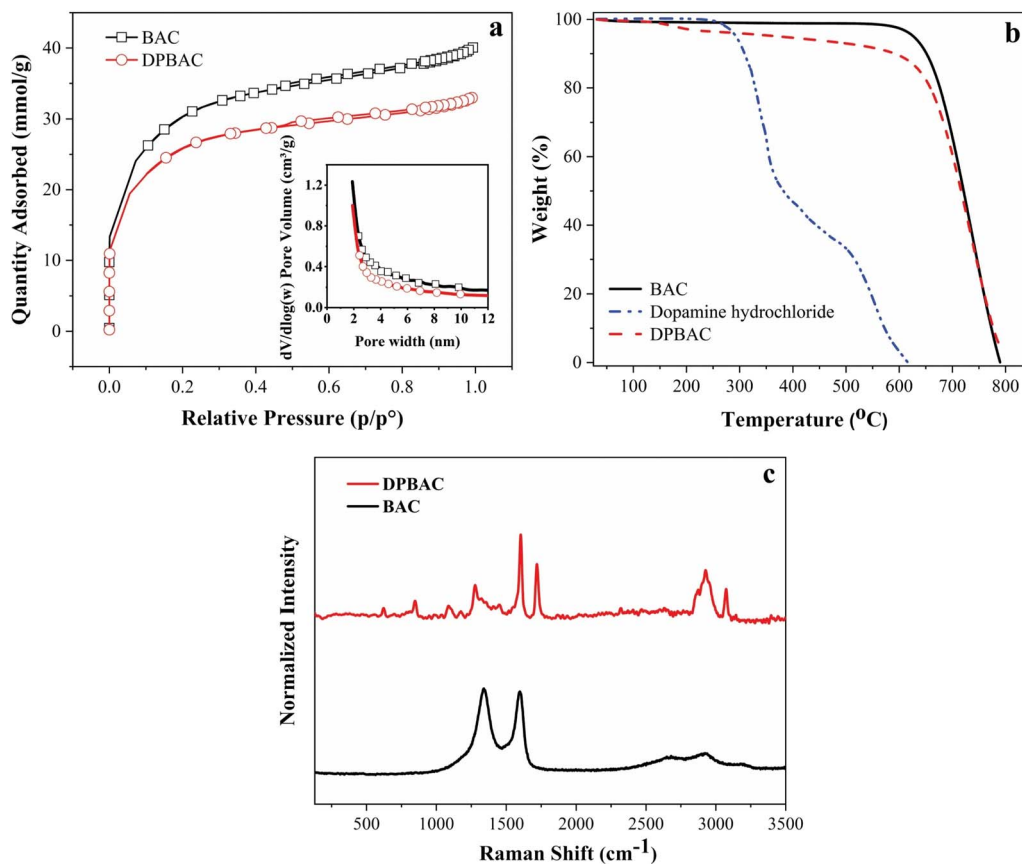 a
BAC
DPBAC
Quantity Adsorbed (mmol/g)
40
30
20
10
0
0.0 0.2 0.4 0.6 0.8 1.0
Relative Pressure (p/p°)
dV/dlog(w) Pore Volume (cm³/g)
1.2
0.8
0.4
0.0
0 2 4 6 8 10 12
Pore width (nm)
b
Weight (%)
100
80
60
40
20
0
BAC
Dopamine hydrochloride
DPBAC
100 200 300 400 500 600 700 800
Temperature (⁰C)
c
DPBAC
BAC
Normalized Intensity
500 1000 1500 2000 2500 3000 3500
Raman Shift (cm⁻¹)